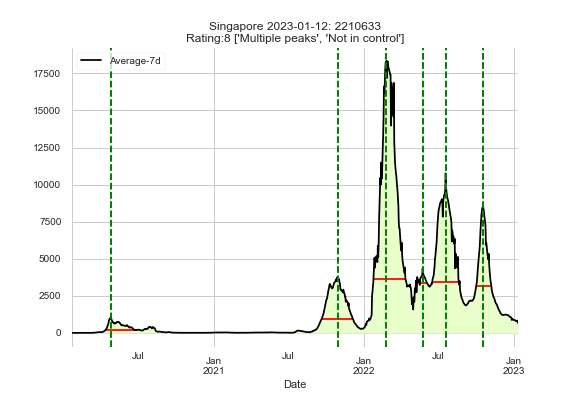 Singapore 2023-01-12: 2210633
Rating:8 ['Multiple peaks', 'Not in control']
Average-7d
17500
15000
12500
10000
7500
5000
2500
0
Jul Jan Jul Jan Jul Jan
2021 2022 2023
Date